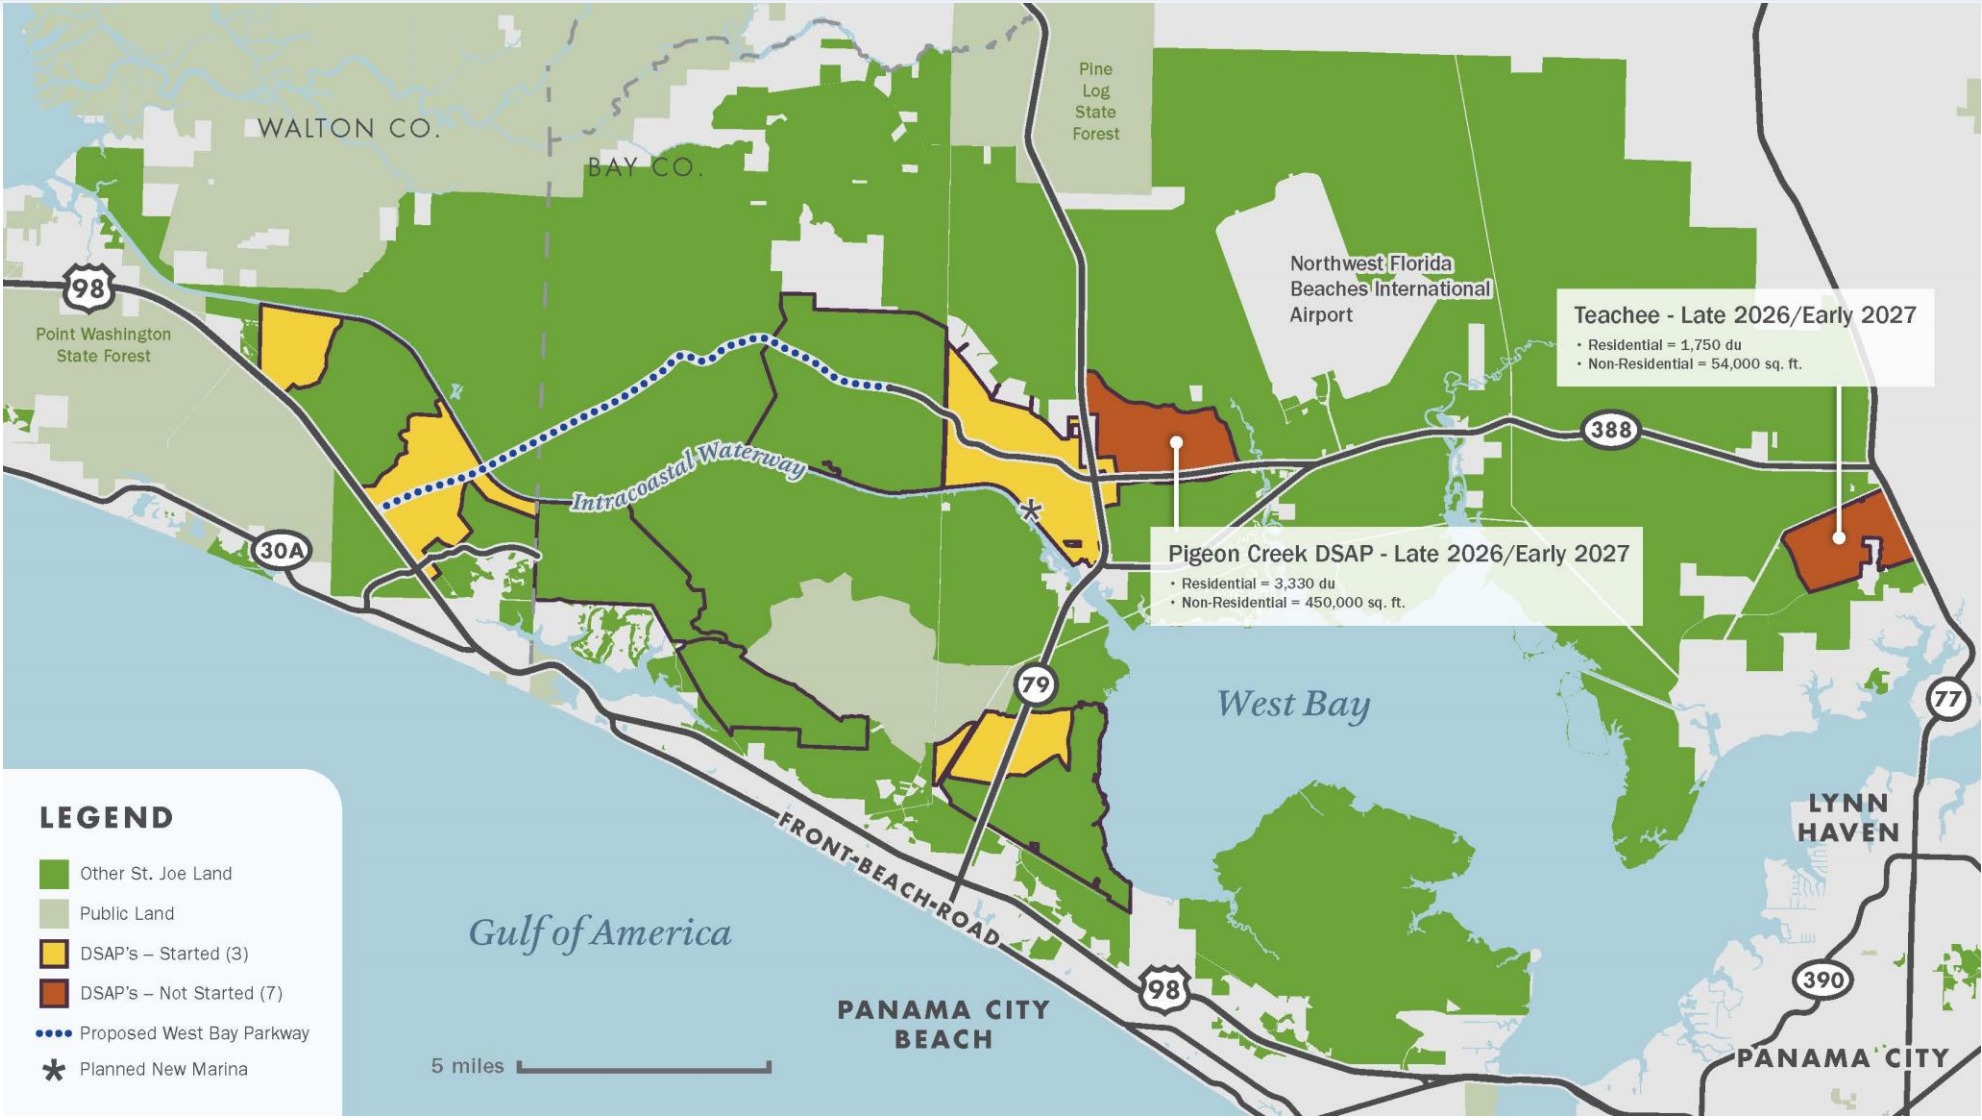 WALTON CO.
BAY CO.
Pine
Log
State
Forest
98
Point Washington
State Forest
Northwest Florida
Beaches International
Airport
Teachee - Late 2026/Early 2027
• Residential = 1,750 du
• Non-Residential = 54,000 sq. ft.
388
Intracoastal Waterway
30A
Pigeon Creek DSAP - Late 2026/Early 2027
• Residential = 3,330 du
• Non-Residential = 450,000 sq. ft.
79
West Bay
77
LYNN
HAVEN
FRONT-BEACH-ROAD
Gulf of America
98
390
PANAMA CITY
BEACH
PANAMA CITY
5 miles
LEGEND
Other St. Joe Land
Public Land
DSAP's – Started (3)
DSAP's – Not Started (7)
Proposed West Bay Parkway
Planned New Marina